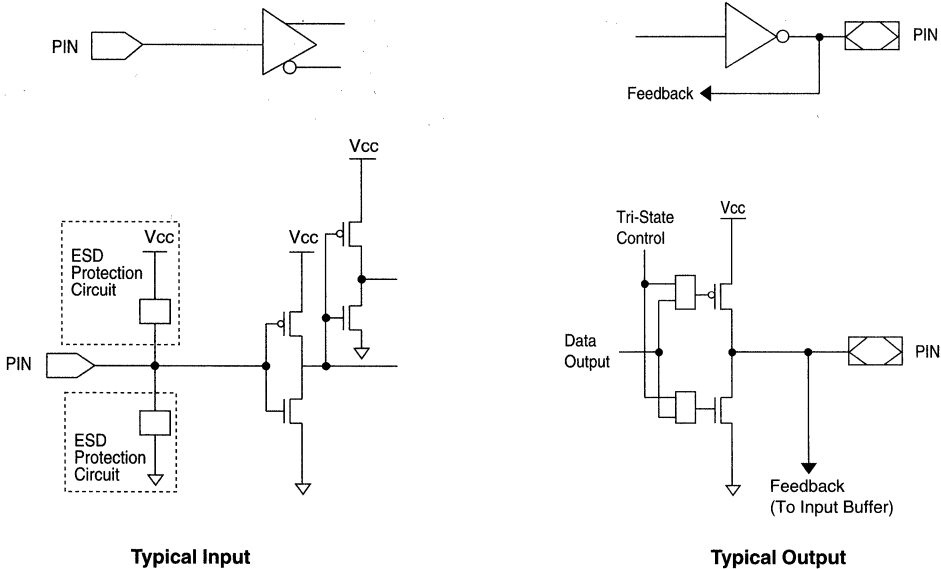 PIN
PIN
Feedback
Vcc
ESD
Protection
Circuit
Vcc
Vcc
PIN
ESD
Protection
Circuit
Typical Input
Tri-State
Control
Vcc
Data
Output
PIN
Feedback
(To Input Buffer)
Typical Output